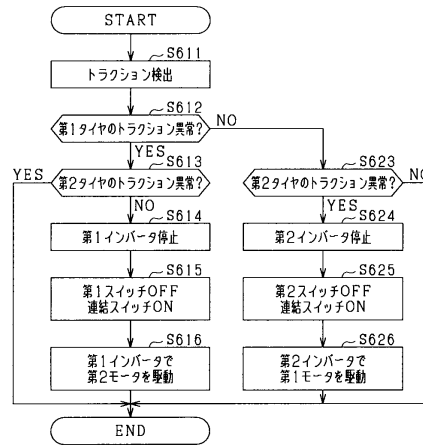 START
S611
トラクション検出
S612
第1タイヤのトラクション異常?
NO
YES
S613
YES
第2タイヤのトラクション異常?
NO
S614
第1インバータ停止
S615
第1スイッチOFF
連結スイッチON
S616
第1インバータで
第2モータを駆動
S623
第2タイヤのトラクション異常?
NO
YES
S624
第2インバータ停止
S625
第2スイッチOFF
連結スイッチON
S626
第2インバータで
第1モータを駆動
END